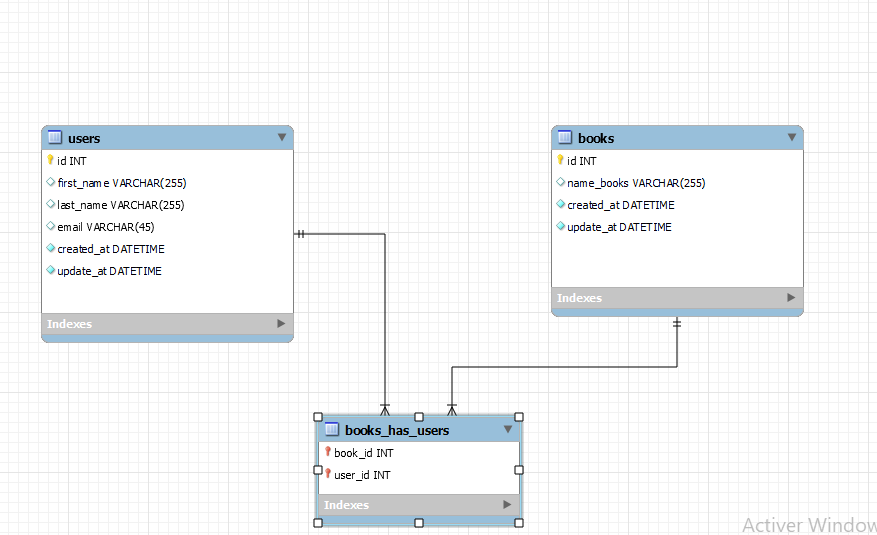 users
id INT
first_name VARCHAR(255)
last_name VARCHAR(255)
email VARCHAR(45)
created_at DATETIME
update_at DATETIME
Indexes
books
id INT
name_books VARCHAR(255)
created_at DATETIME
update_at DATETIME
Indexes
books_has_users
book_id INT
user_id INT
Indexes
Activer Window